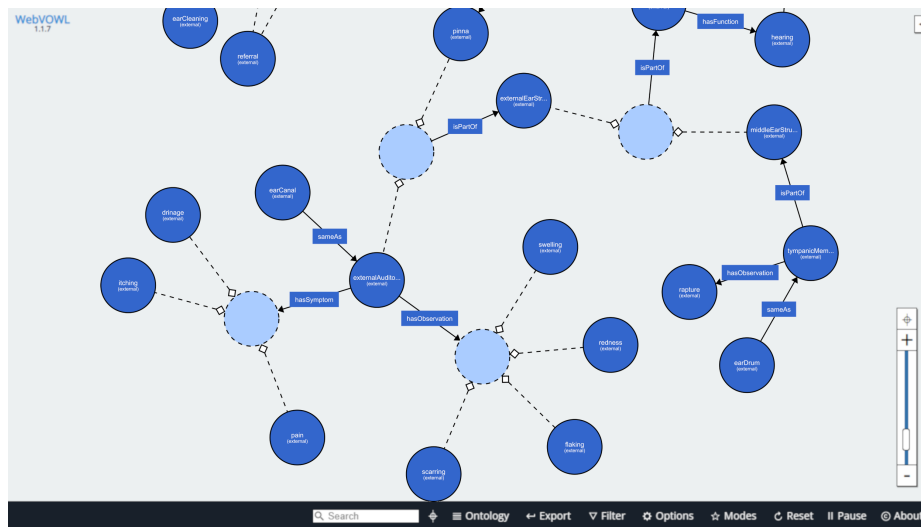 WebVOWL
1.1.7
earCleaning
(external)
referral
(external)
pinna
(external)
hasFunction
hearing
(external)
isPartOf
externalEarStr...
(external)
isPartOf
middleEarStru...
(external)
isPartOf
earCanal
(external)
drinage
(external)
sameAs
itching
(external)
externalAudito...
(external)
hasSymptom
hasObservation
swelling
(external)
tympanicMem...
(external)
hasObservation
rapture
(external)
sameAs
earDrum
(external)
redness
(external)
pain
(external)
scarring
(external)
flaking
(external)
Search
Ontology
Export
Filter
Options
Modes
Reset
Pause
Abou